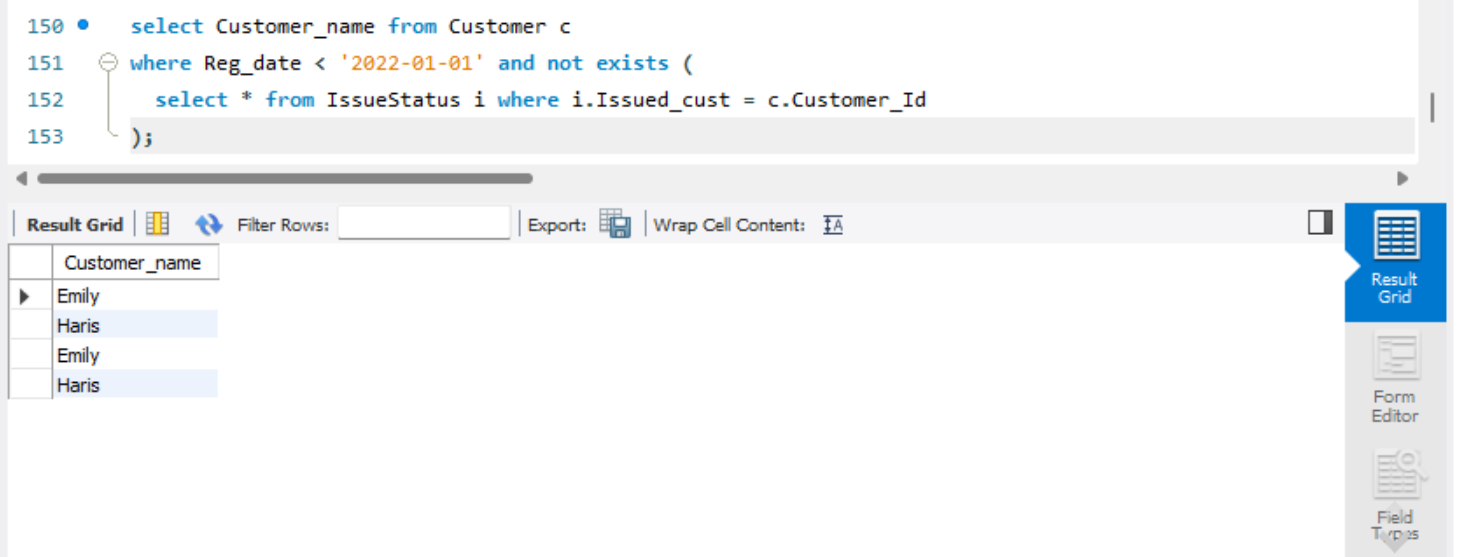 150 select Customer_name from Customer c
151 where Reg_date < '2022-01-01' and not exists (
152 select * from IssueStatus i where i.Issued_cust = c.Customer_Id
153 );
Result Grid Filter Rows: Export: Wrap Cell Content: IA
Customer_name
Emily
Haris
Emily
Haris
Result
Grid
Form
Editor
Field
Types